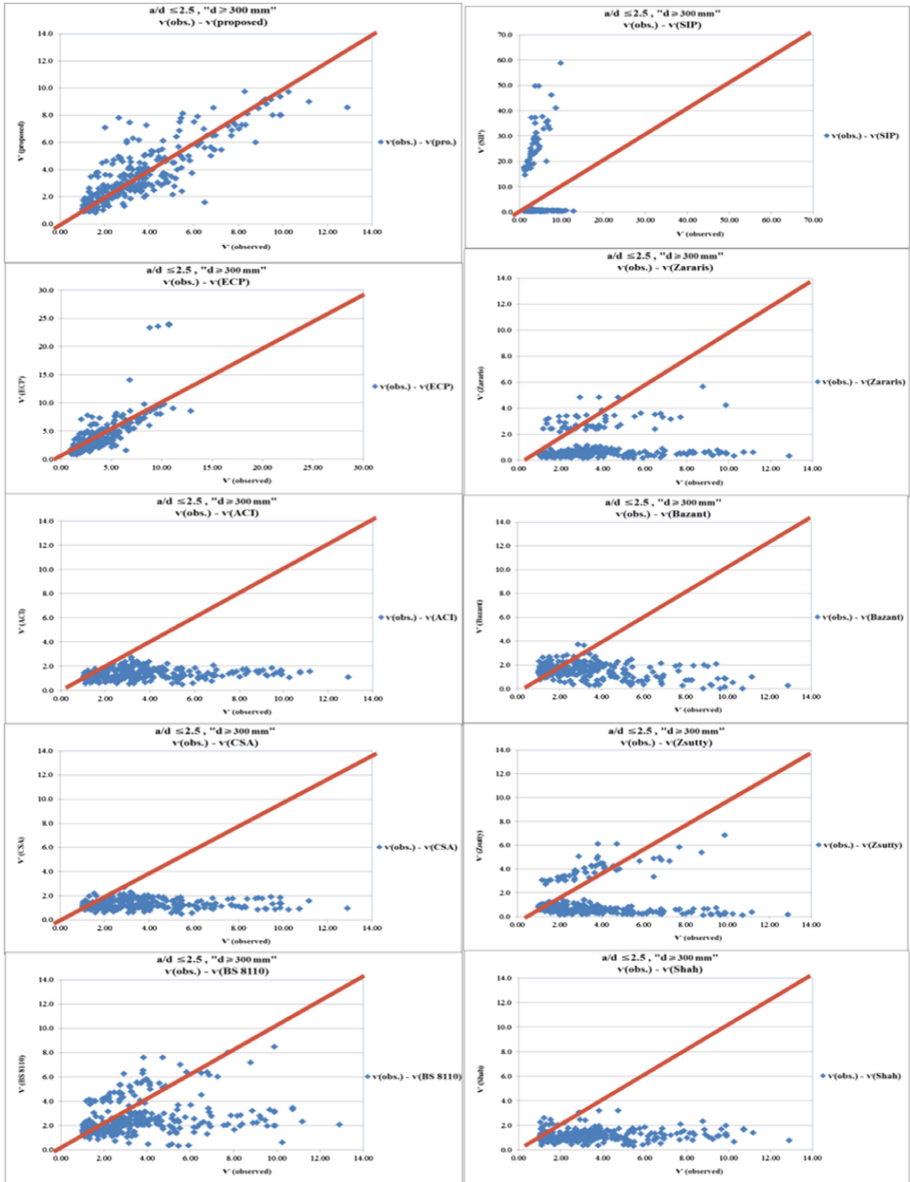 a/d ≤2.5 , "d ≥ 300 mm"
v(obs.) - v(proposed)
14.0
12.0
10.0
8.0
6.0
4.0
2.0
0.0
V' (proposed)
0.00 2.00 4.00 6.00 8.00 10.00 12.00 14.00
V' (observed)
v(obs.) - v(pro.)
a/d ≤2.5 , "d ≥ 300 mm"
v(obs.) - v(SIP)
70.0
60.0
50.0
40.0
30.0
20.0
10.0
0.0
V' (SIP)
0.00 10.00 20.00 30.00 40.00 50.00 60.00 70.00
V' (observed)
v(obs.) - v(SIP)
a/d ≤2.5 , "d ≥ 300 mm"
v(obs.) - v(ECP)
30.0
25.0
20.0
15.0
10.0
5.0
0.0
V' (ECP)
0.00 5.00 10.00 15.00 20.00 25.00 30.00
V' (observed)
v(obs.) - v(ECP)
a/d ≤2.5 , "d ≥ 300 mm"
v(obs.) - v(Zararis)
14.0
12.0
10.0
8.0
6.0
4.0
2.0
0.0
V' (Zararis)
0.00 2.00 4.00 6.00 8.00 10.00 12.00 14.00
V' (observed)
v(obs.) - v(Zararis)
a/d ≤2.5 , "d ≥ 300 mm"
v(obs.) - v(ACI)
14.0
12.0
10.0
8.0
6.0
4.0
2.0
0.0
V' (ACI)
0.00 2.00 4.00 6.00 8.00 10.00 12.00 14.00
V' (observed)
v(obs.) - v(ACI)
a/d ≤2.5 , "d ≥ 300 mm"
v(obs.) - v(Bazant)
14.0
12.0
10.0
8.0
6.0
4.0
2.0
0.0
V' (Bazant)
0.00 2.00 4.00 6.00 8.00 10.00 12.00 14.00
V' (observed)
v(obs.) - v(Bazant)
a/d ≤2.5 , "d ≥ 300 mm"
v(obs.) - v(CSA)
14.0
12.0
10.0
8.0
6.0
4.0
2.0
0.0
V' (CSA)
0.00 2.00 4.00 6.00 8.00 10.00 12.00 14.00
V' (observed)
v(obs.) - v(CSA)
a/d ≤2.5 , "d ≥ 300 mm"
v(obs.) - v(Zsutty)
14.0
12.0
10.0
8.0
6.0
4.0
2.0
0.0
V' (Zsutty)
0.00 2.00 4.00 6.00 8.00 10.00 12.00 14.00
V' (observed)
v(obs.) - v(Zsutty)
a/d ≤2.5 , "d ≥ 300 mm"
v(obs.) - v(BS 8110)
14.0
12.0
10.0
8.0
6.0
4.0
2.0
0.0
V' (BS 8110)
0.00 2.00 4.00 6.00 8.00 10.00 12.00 14.00
V' (observed)
v(obs.) - v(BS 8110)
a/d ≤2.5 , "d ≥ 300 mm"
v(obs.) - v(Shah)
14.0
12.0
10.0
8.0
6.0
4.0
2.0
0.0
V' (Shah)
0.00 2.00 4.00 6.00 8.00 10.00 12.00 14.00
V' (observed)
v(obs.) - v(Shah)